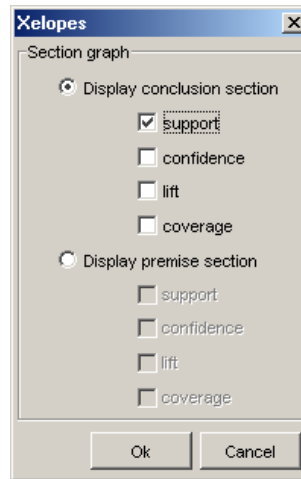 Xelopes
Section graph
Display conclusion section
support
confidence
lift
coverage
Display premise section
support
confidence
lift
coverage
Ok
Cancel